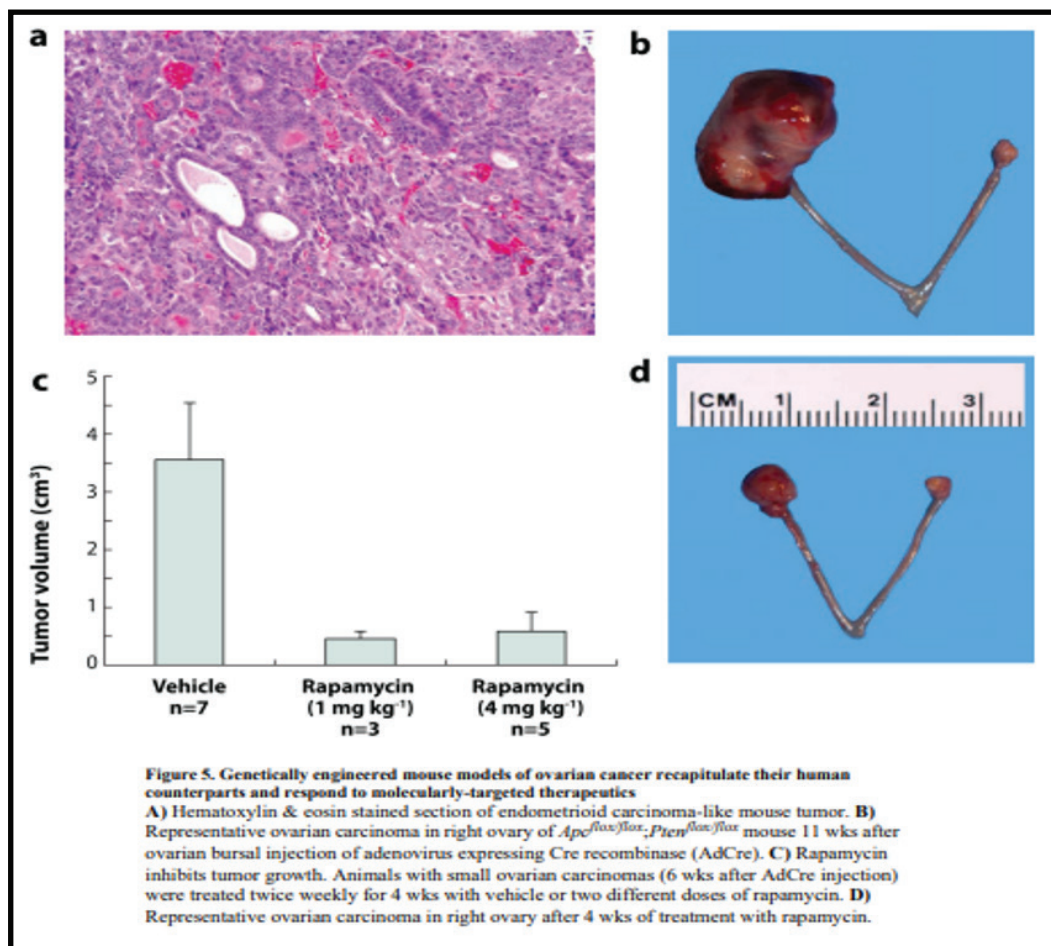 a
b
c
d
5
4
3
2
1
0
Tumor volume (cm³)
Vehicle
n=7
Rapamycin
(1 mg kg⁻¹)
n=3
Rapamycin
(4 mg kg⁻¹)
n=5
CM 1 2 3
Figure 5. Genetically engineered mouse models of ovarian cancer recapitulate their human
counterparts and respond to molecularly-targeted therapeutics
A) Hematoxylin & eosin stained section of endometrioid carcinoma-like mouse tumor. B)
Representative ovarian carcinoma in right ovary of Apc^flox/flox;Pten^flox/flox mouse 11 wks after
ovarian bursal injection of adenovirus expressing Cre recombinase (AdCre). C) Rapamycin
inhibits tumor growth. Animals with small ovarian carcinomas (6 wks after AdCre injection)
were treated twice weekly for 4 wks with vehicle or two different doses of rapamycin. D)
Representative ovarian carcinoma in right ovary after 4 wks of treatment with rapamycin.